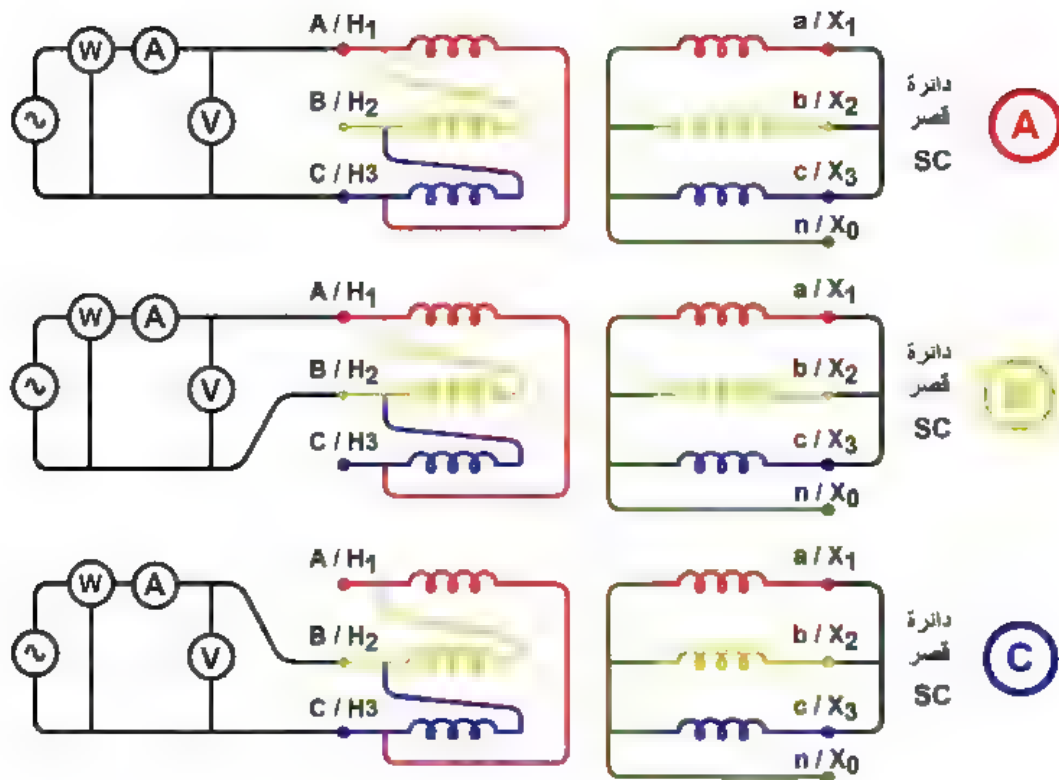 A / H1
W A
B / H2
V
C / H3
a / X1
b / X2
c / X3
n / X0
دائرة
قصر
SC
A
A / H1
W A
B / H2
V
C / H3
a / X1
b / X2
c / X3
n / X0
دائرة
قصر
SC
A / H1
W A
B / H2
V
C / H3
a / X1
b / X2
c / X3
n / X0
دائرة
قصر
SC
C